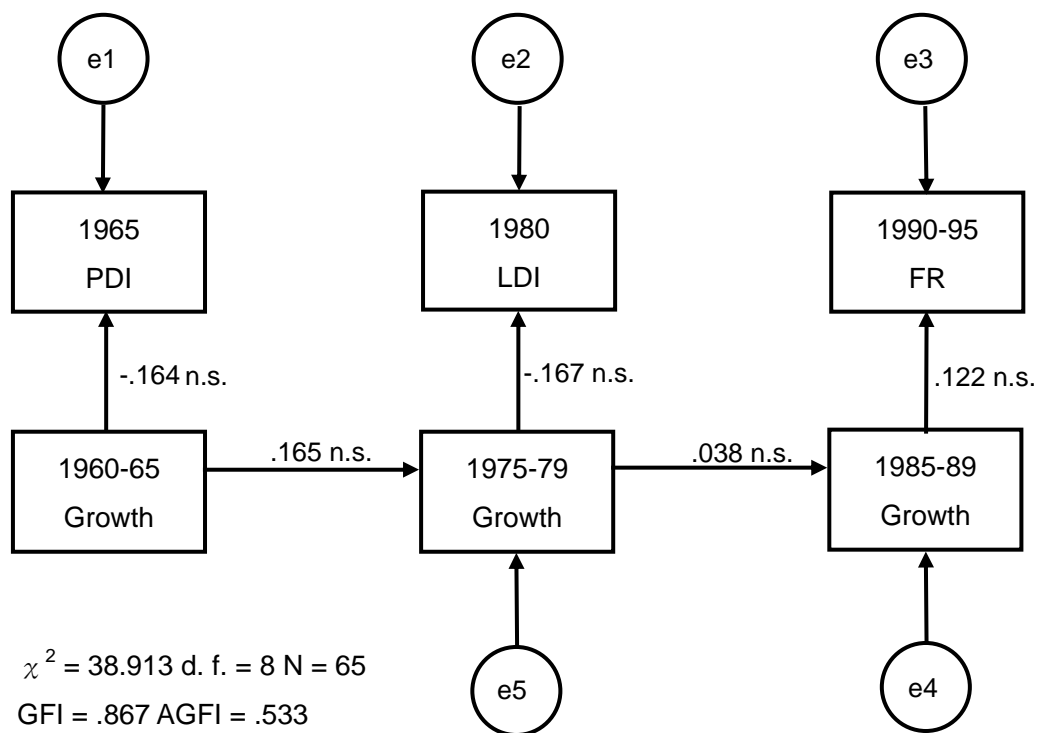 e1
e2
e3
1965
PDI
1980
LDI
1990-95
FR
-.164 n.s.
-.167 n.s.
.122 n.s.
1960-65
Growth
.165 n.s.
1975-79
Growth
.038 n.s.
1985-89
Growth
χ² = 38.913 d. f. = 8 N = 65
GFI = .867 AGFI = .533
e5
e4